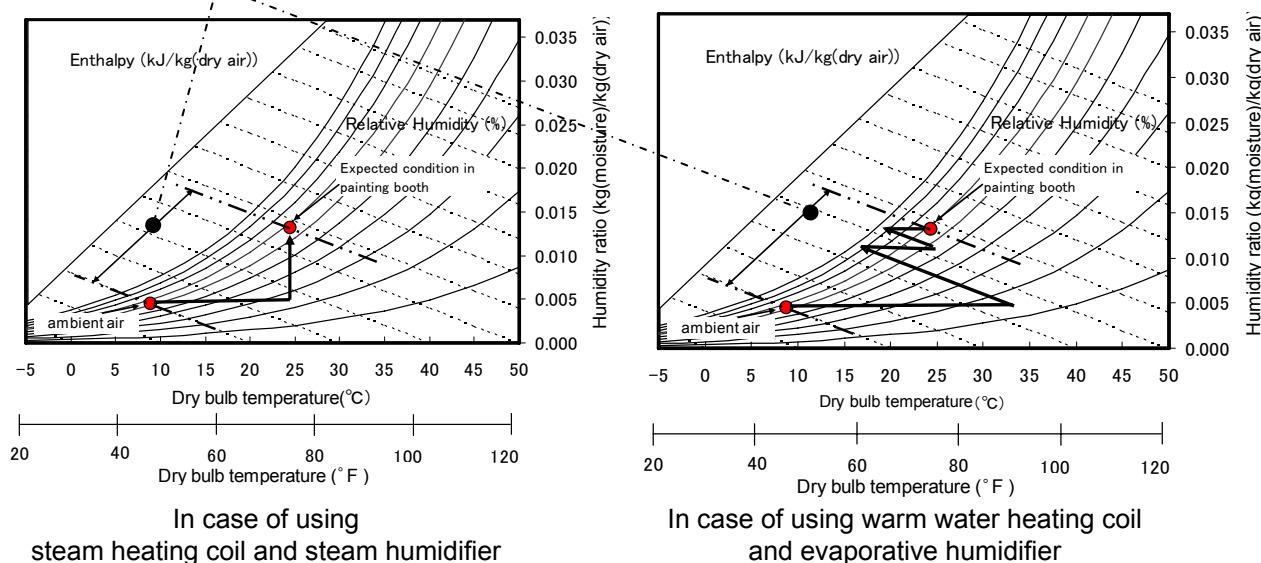 Enthalpy (kJ/kg(dry air))
Relative Humidity (%)
Expected condition in
painting booth
ambient air
0.035
0.030
0.025
0.020
0.015
0.010
0.005
0.000
Humidity ratio (kg(moisture)/kg(dry air))
-5 0 5 10 15 20 25 30 35 40 45 50
Dry bulb temperature(℃)
20 40 60 80 100 120
Dry bulb temperature (°F)
In case of using
steam heating coil and steam humidifier
Enthalpy (kJ/kg(dry air))
Relative Humidity (%)
Expected condition in
painting booth
ambient air
0.035
0.030
0.025
0.020
0.015
0.010
0.005
0.000
Humidity ratio (kg(moisture)/kg(dry air))
-5 0 5 10 15 20 25 30 35 40 45 50
Dry bulb temperature(℃)
20 40 60 80 100 120
Dry bulb temperature (°F)
In case of using warm water heating coil
and evaporative humidifier